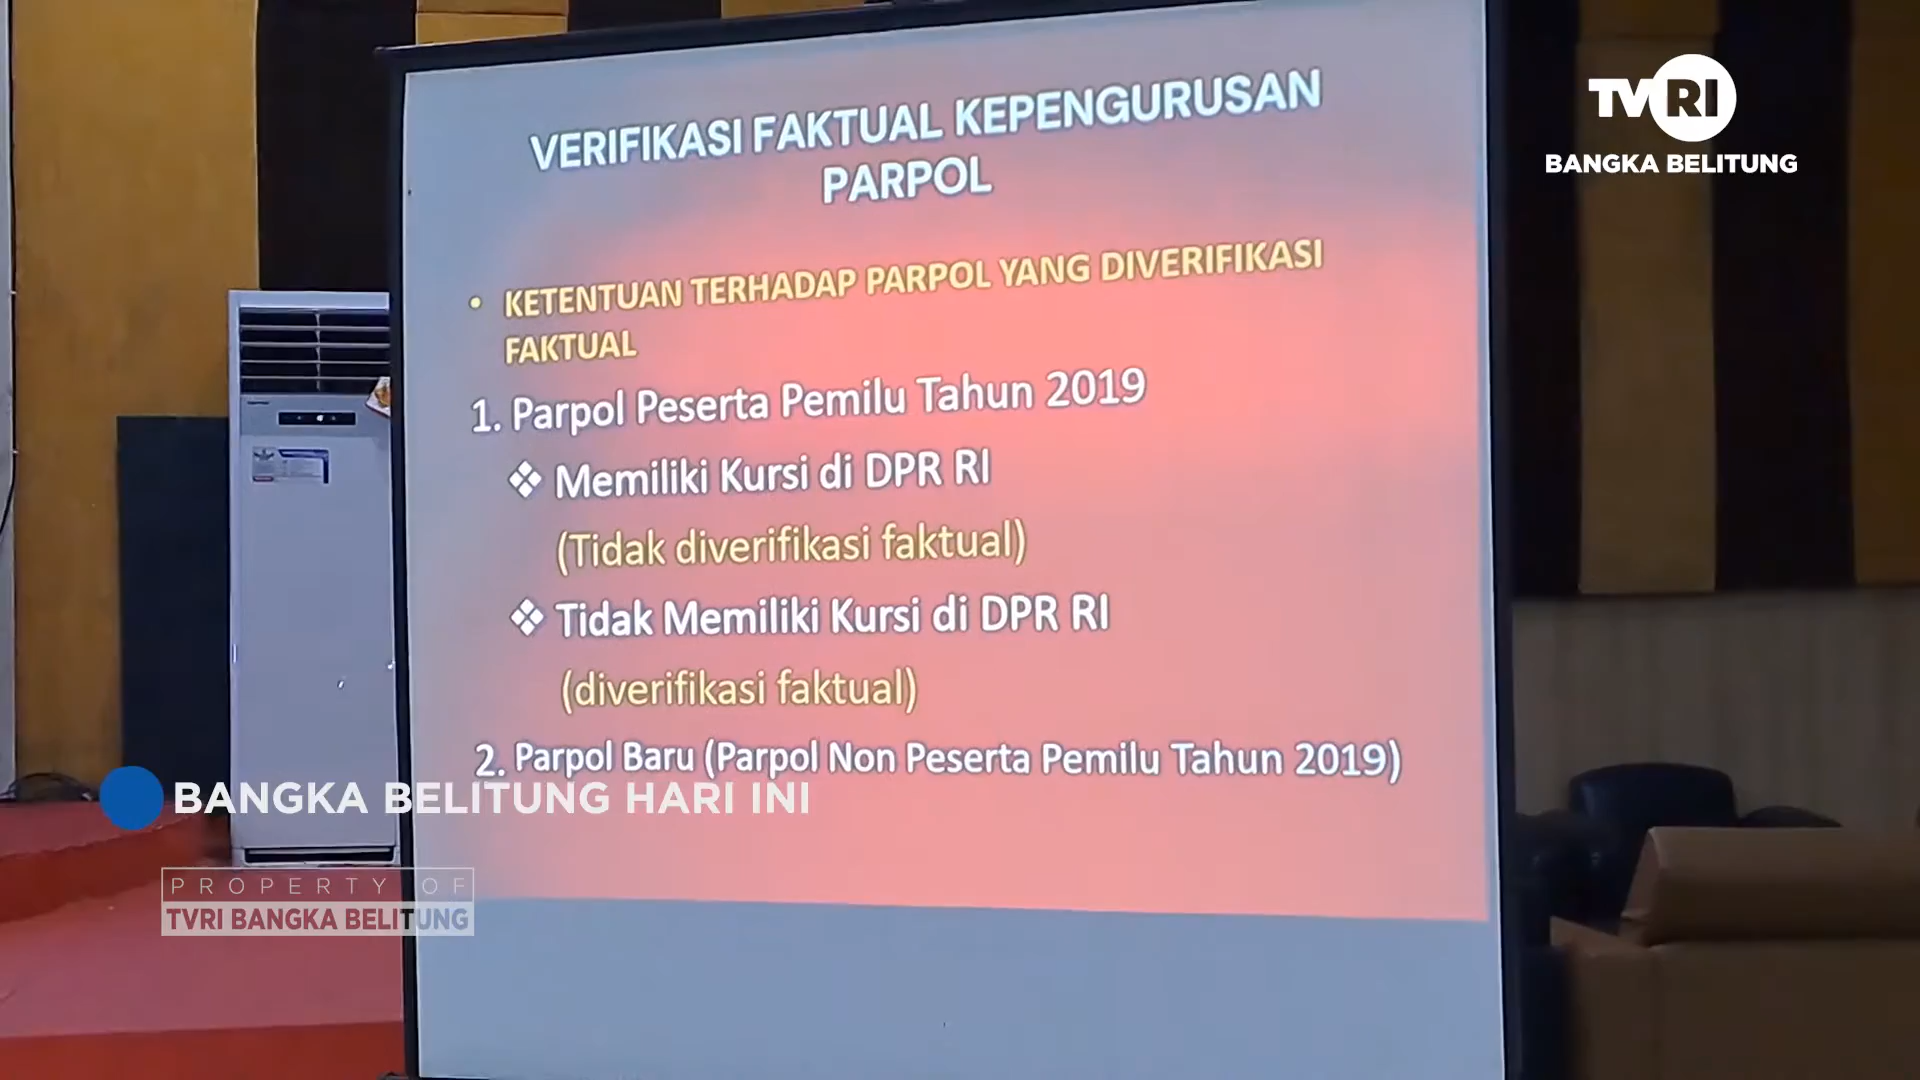 TVRI
BANGKA BELITUNG
VERIFIKASI FAKTUAL KEPENGURUSAN
PARPOL
• KETENTUAN TERHADAP PARPOL YANG DIVERIFIKASI
FAKTUAL
1. Parpol Peserta Pemilu Tahun 2019
❖ Memiliki Kursi di DPR RI
(Tidak diverifikasi faktual)
❖ Tidak Memiliki Kursi di DPR RI
(diverifikasi faktual)
2. Parpol Baru (Parpol Non Peserta Pemilu Tahun 2019)
BANGKA BELITUNG HARI INI
PROPERTY OF
TVRI BANGKA BELITUNG